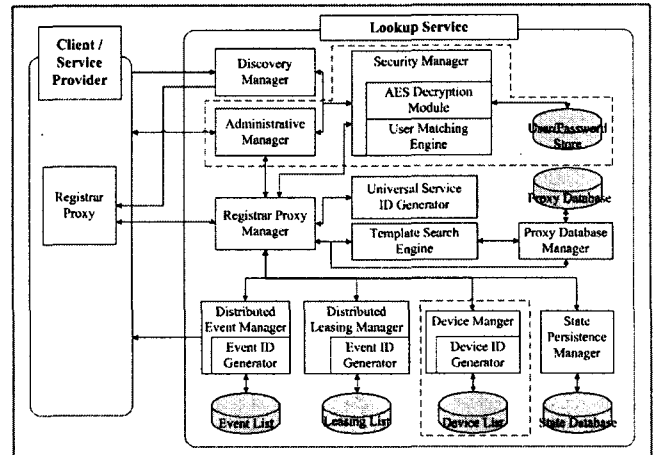 Lookup Service
Client /
Service
Provider
Discovery
Manager
Security Manager
AES Decryption
Module
User Matching
Engine
User/Password
Store
Administrative
Manager
Registrar
Proxy
Registrar Proxy
Manager
Universal Service
ID Generator
Template Search
Engine
Proxy Database
Proxy Database
Manager
Distributed
Event Manager
Event ID
Generator
Distributed
Leasing Manager
Event ID
Generator
Device Manger
Device ID
Generator
State
Persistence
Manager
Event List
Leasing List
Device List
State Database